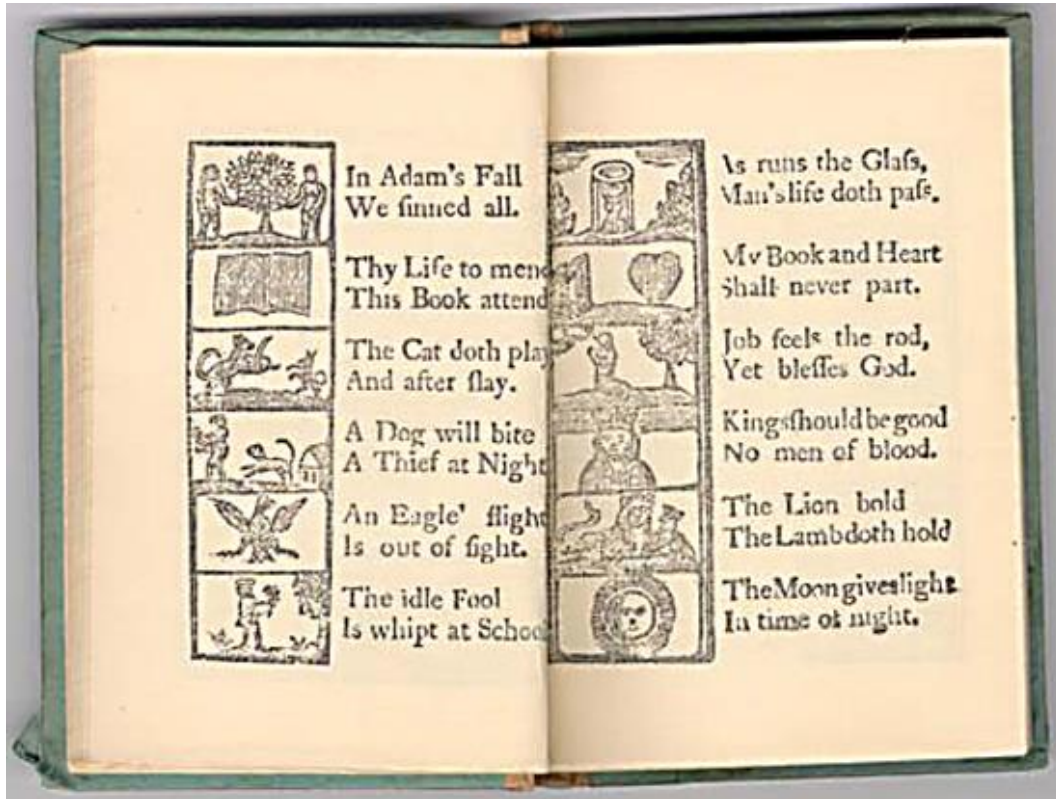 In Adam's Fall
We ſinned all.
Thy Life to mend
This Book attend
The Cat doth play
And after ſlay.
A Dog will bite
A Thief at Night
An Eagle' flight
Is out of ſight.
The idle Fool
Is whipt at School
As runs the Glaſs,
Man's life doth paſs.
My Book and Heart
Shall never part.
Job feels the rod,
Yet bleſſes God.
Kings ſhould be good
No men of blood.
The Lion bold
The Lamb doth hold
The Moon gives light
In time of night.